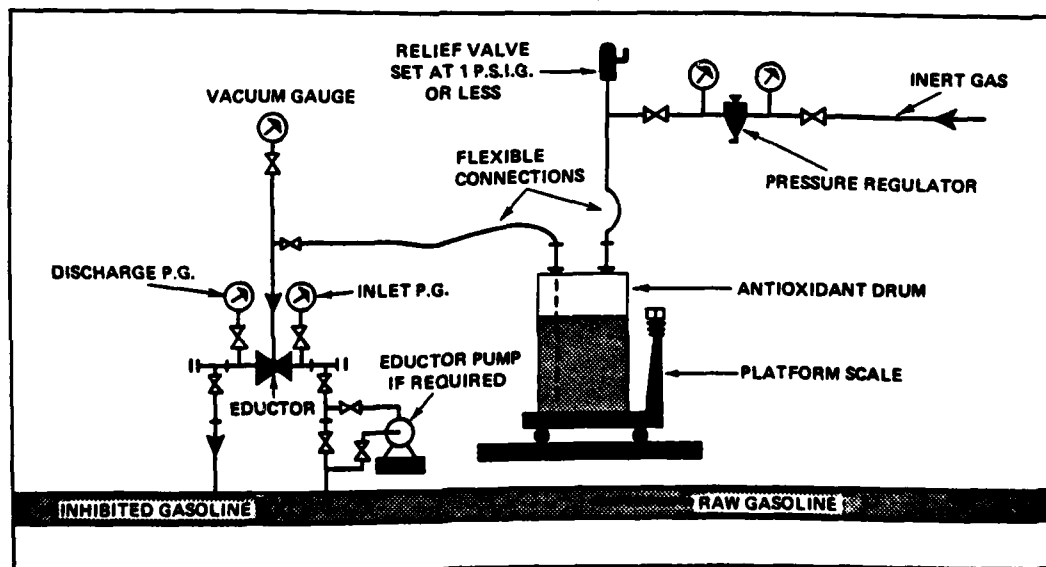 RELIEF VALVE
SET AT 1 P.S.I.G.
OR LESS
INERT GAS
VACUUM GAUGE
FLEXIBLE
CONNECTIONS
PRESSURE REGULATOR
DISCHARGE P.G.
INLET P.G.
ANTIOXIDANT DRUM
EDUCTOR PUMP
IF REQUIRED
PLATFORM SCALE
EDUCTOR
INHIBITED GASOLINE
RAW GASOLINE